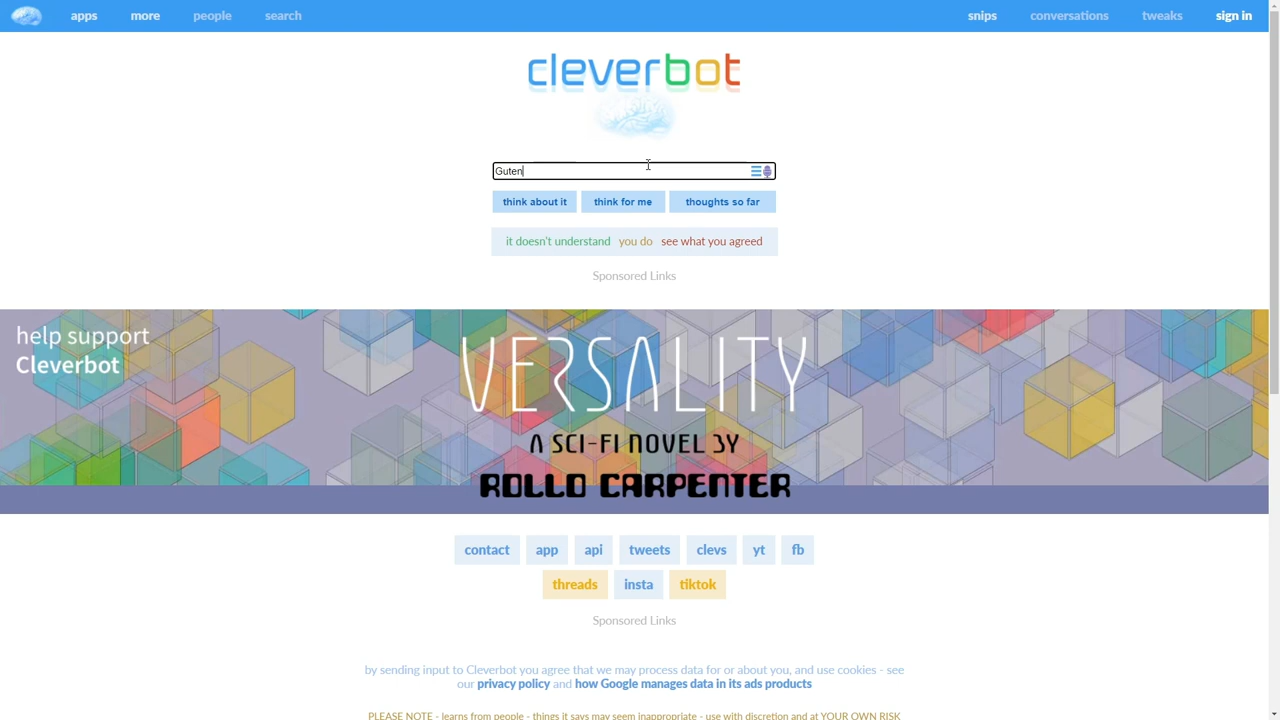 apps more people search snips conversations tweaks sign in
cleverbot
Guten
think about it think for me thoughts so far
it doesn't understand you do see what you agreed
Sponsored Links
help support
Cleverbot
VERSALITY
A SCI-FI NOVEL BY
ROLLO CARPENTER
contact app api tweets clevs yt fb
threads insta tiktok
Sponsored Links
by sending input to Cleverbot you agree that we may process data for or about you, and use cookies - see
our privacy policy and how Google manages data in its ads products
PLEASE NOTE - learns from people - things it says may seem inappropriate - use with discretion and at YOUR OWN RISK